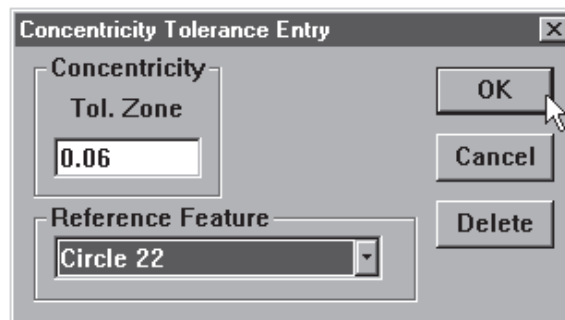 Concentricity Tolerance Entry
Concentricity
Tol. Zone
0.06
OK
Cancel
Delete
Reference Feature
Circle 22